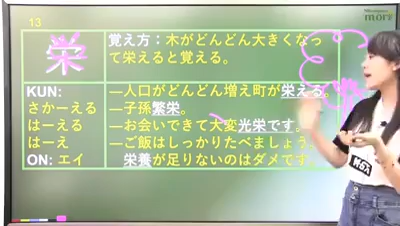 13
栄
覚え方：木がどんどん大きくなっ
て栄えると覚える。
KUN:
さかーえる
はーえる
はーえ
ON: エイ
―人口がどんどん増え町が栄える。
―子孫繁栄。
―お会いできて大変光栄です。
―ご飯はしっかりたべましょう。
栄養が足りないのはダメです。
more